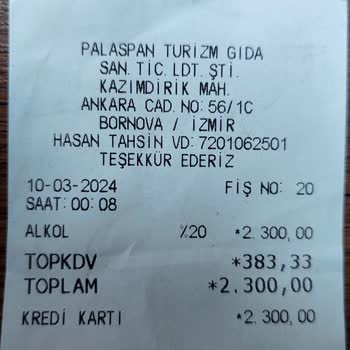 PALASPAN TURİZM GIDA
SAN. TİC. LDT. ŞTİ.
KAZIMDİRİK MAH.
ANKARA CAD. NO: 56/1C
BORNOVA / İZMİR
HASAN TAHSİN VD: 7201062501
TEŞEKKÜR EDERİZ
10-03-2024 FİŞ NO: 20
SAAT: 00:08
ALKOL %20 *2.300,00
TOPKDV *383,33
TOPLAM *2.300,00
KREDİ KARTI *2.300,00